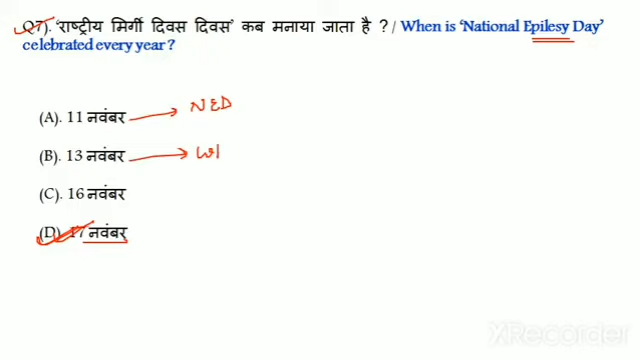 Q7). 'राष्ट्रीय मिर्गी दिवस दिवस' कब मनाया जाता है ? / When is 'National Epilesy Day'
celebrated every year ?
(A). 11 नवंबर NED
(B). 13 नवंबर WI
(C). 16 नवंबर
(D). 17 नवंबर
XRecorder